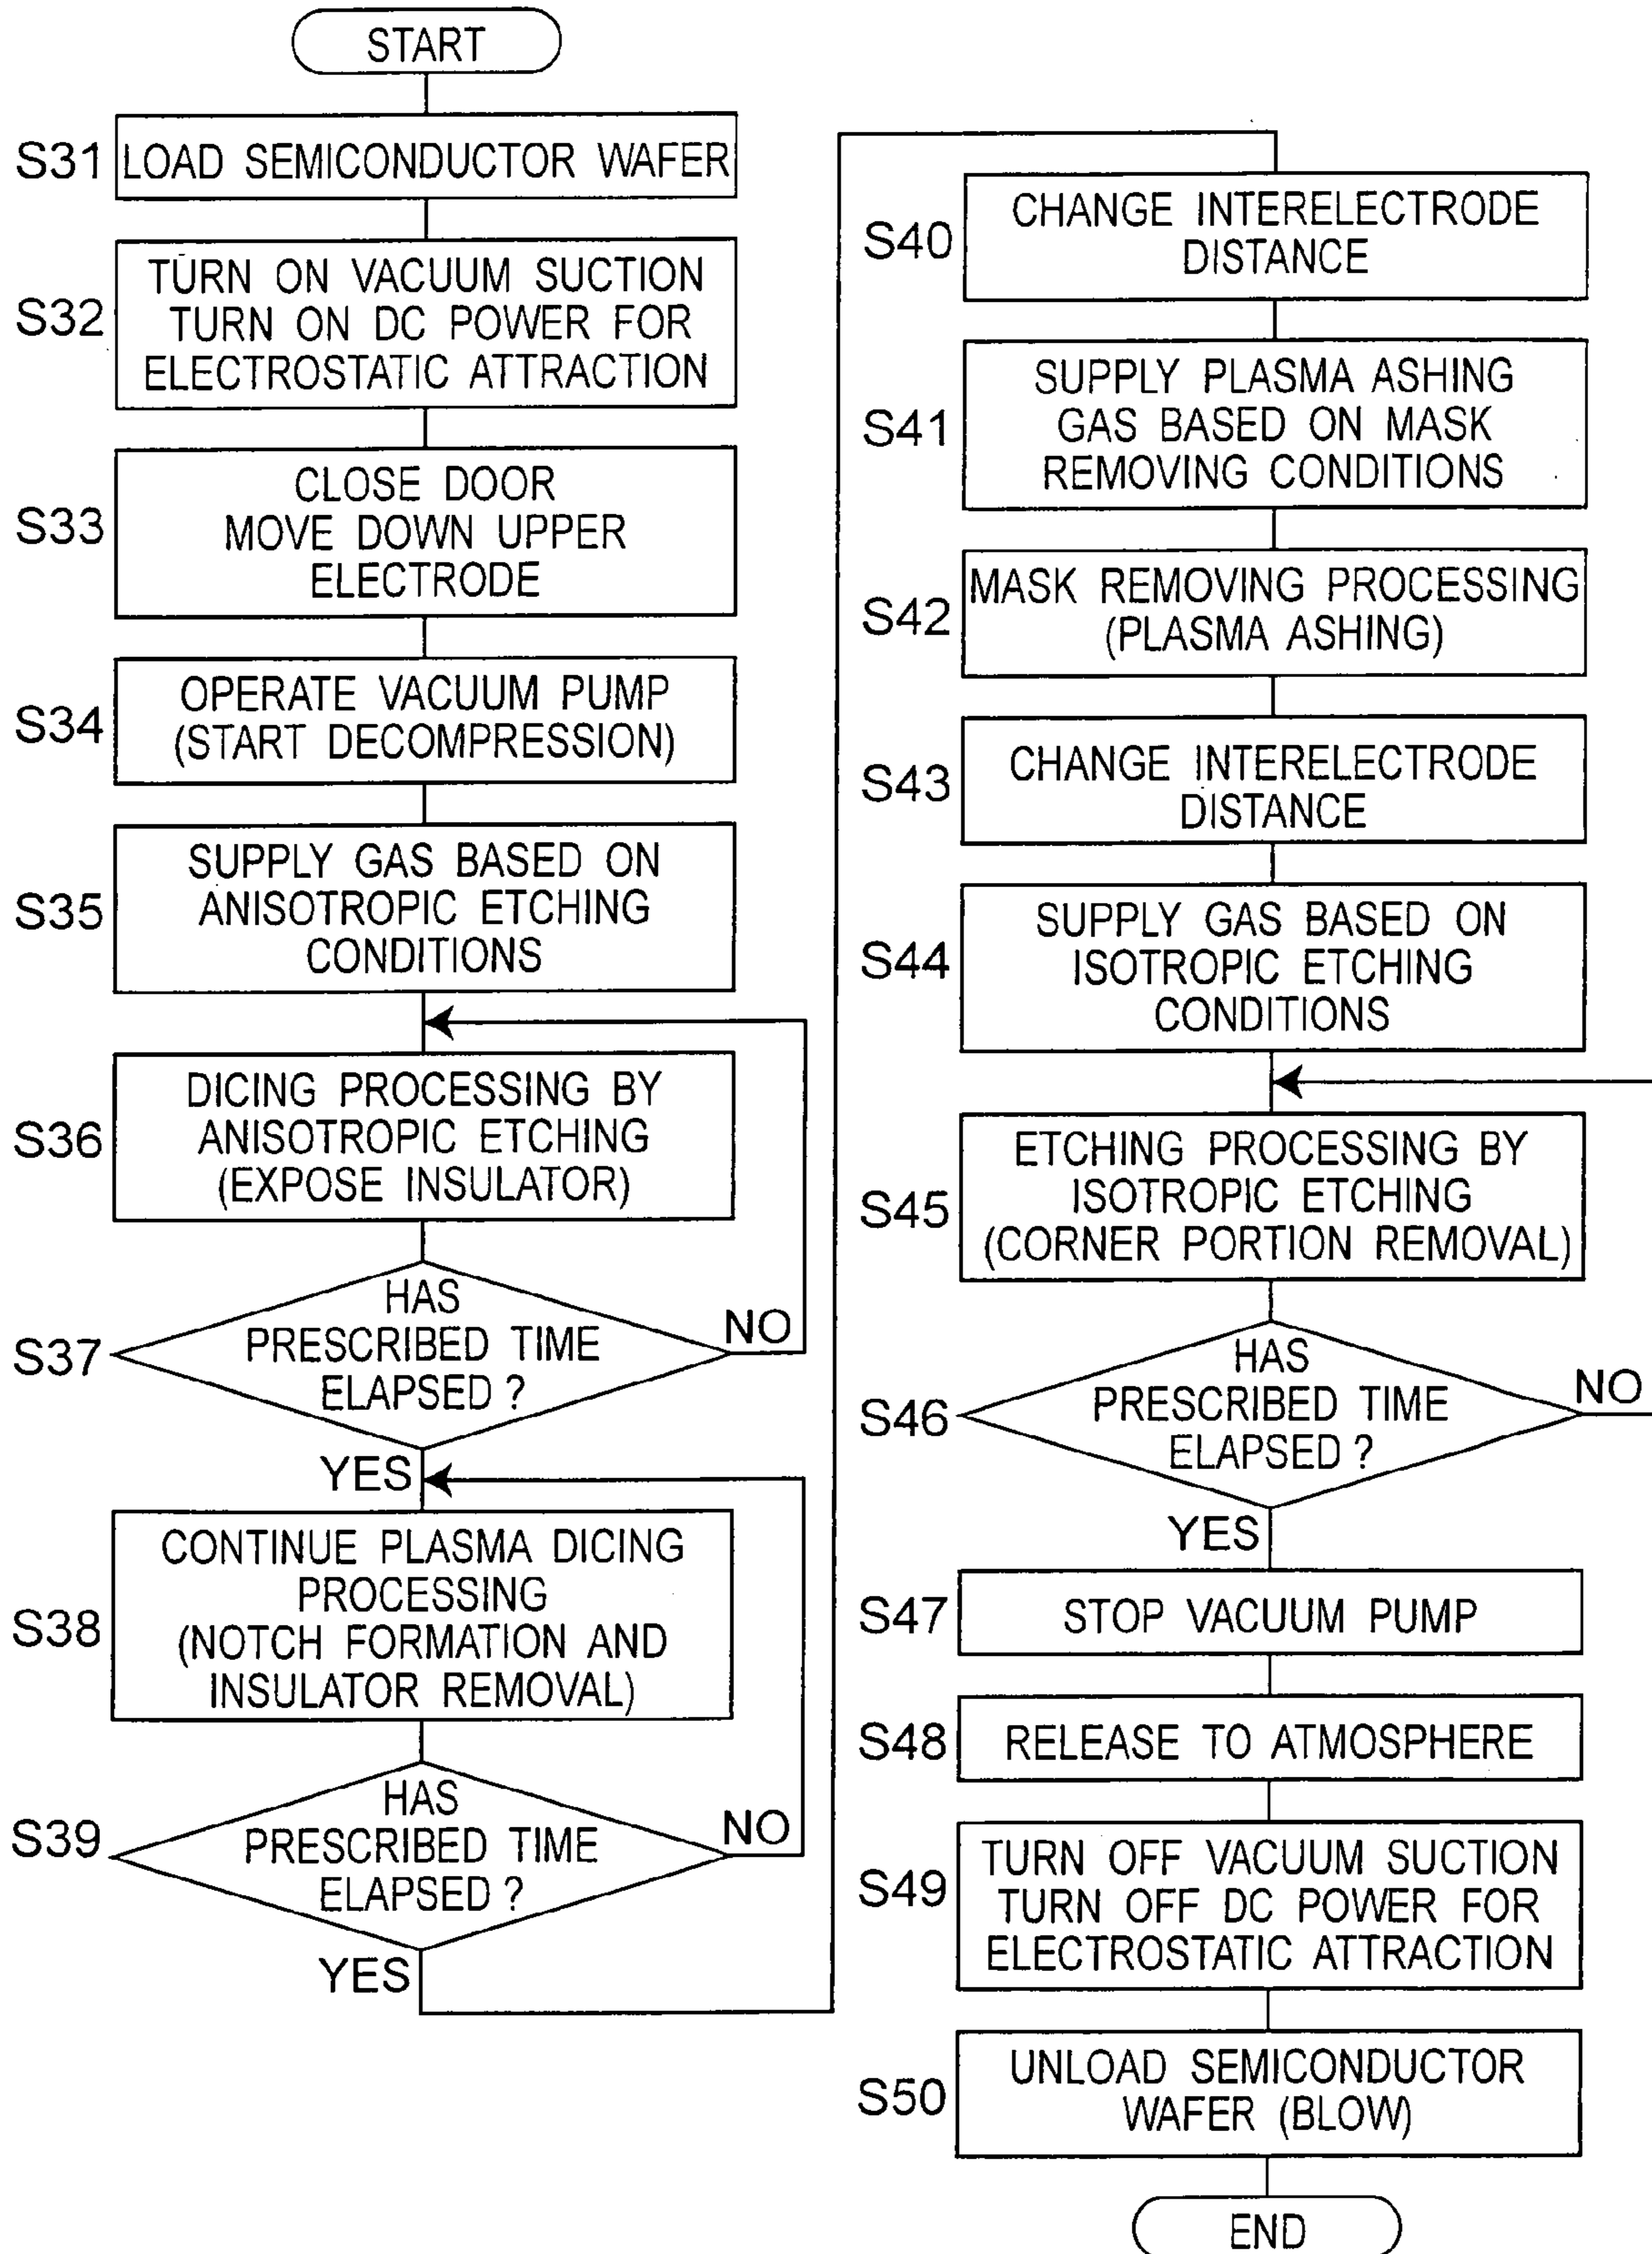 START
S31
LOAD SEMICONDUCTOR WAFER
S32
TURN ON VACUUM SUCTION
TURN ON DC POWER FOR
ELECTROSTATIC ATTRACTION
S33
CLOSE DOOR
MOVE DOWN UPPER
ELECTRODE
S34
OPERATE VACUUM PUMP
(START DECOMPRESSION)
S35
SUPPLY GAS BASED ON
ANISOTROPIC ETCHING
CONDITIONS
S36
DICING PROCESSING BY
ANISOTROPIC ETCHING
(EXPOSE INSULATOR)
S37
HAS
PRESCRIBED TIME
ELAPSED ?
NO
YES
S38
CONTINUE PLASMA DICING
PROCESSING
(NOTCH FORMATION AND
INSULATOR REMOVAL)
S39
HAS
PRESCRIBED TIME
ELAPSED ?
NO
YES
S40
CHANGE INTERELECTRODE
DISTANCE
S41
SUPPLY PLASMA ASHING
GAS BASED ON MASK
REMOVING CONDITIONS
S42
MASK REMOVING PROCESSING
(PLASMA ASHING)
S43
CHANGE INTERELECTRODE
DISTANCE
S44
SUPPLY GAS BASED ON
ISOTROPIC ETCHING
CONDITIONS
S45
ETCHING PROCESSING BY
ISOTROPIC ETCHING
(CORNER PORTION REMOVAL)
S46
HAS
PRESCRIBED TIME
ELAPSED ?
NO
YES
S47
STOP VACUUM PUMP
S48
RELEASE TO ATMOSPHERE
S49
TURN OFF VACUUM SUCTION
TURN OFF DC POWER FOR
ELECTROSTATIC ATTRACTION
S50
UNLOAD SEMICONDUCTOR
WAFER (BLOW)
END